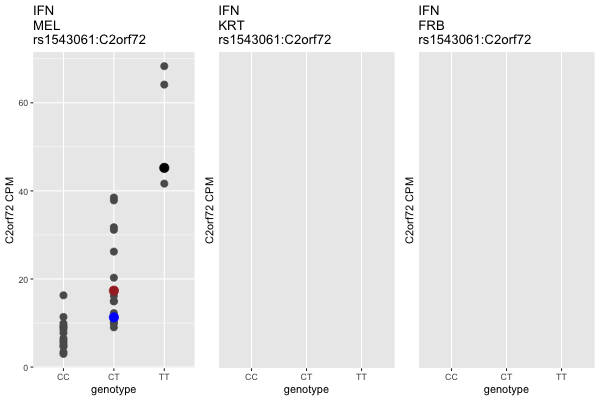 IFN
MEL
rs1543061:C2orf72
60
40
20
0
C2orf72 CPM
CC CT TT
genotype
IFN
KRT
rs1543061:C2orf72
C2orf72 CPM
CC CT TT
genotype
IFN
FRB
rs1543061:C2orf72
C2orf72 CPM
CC CT TT
genotype